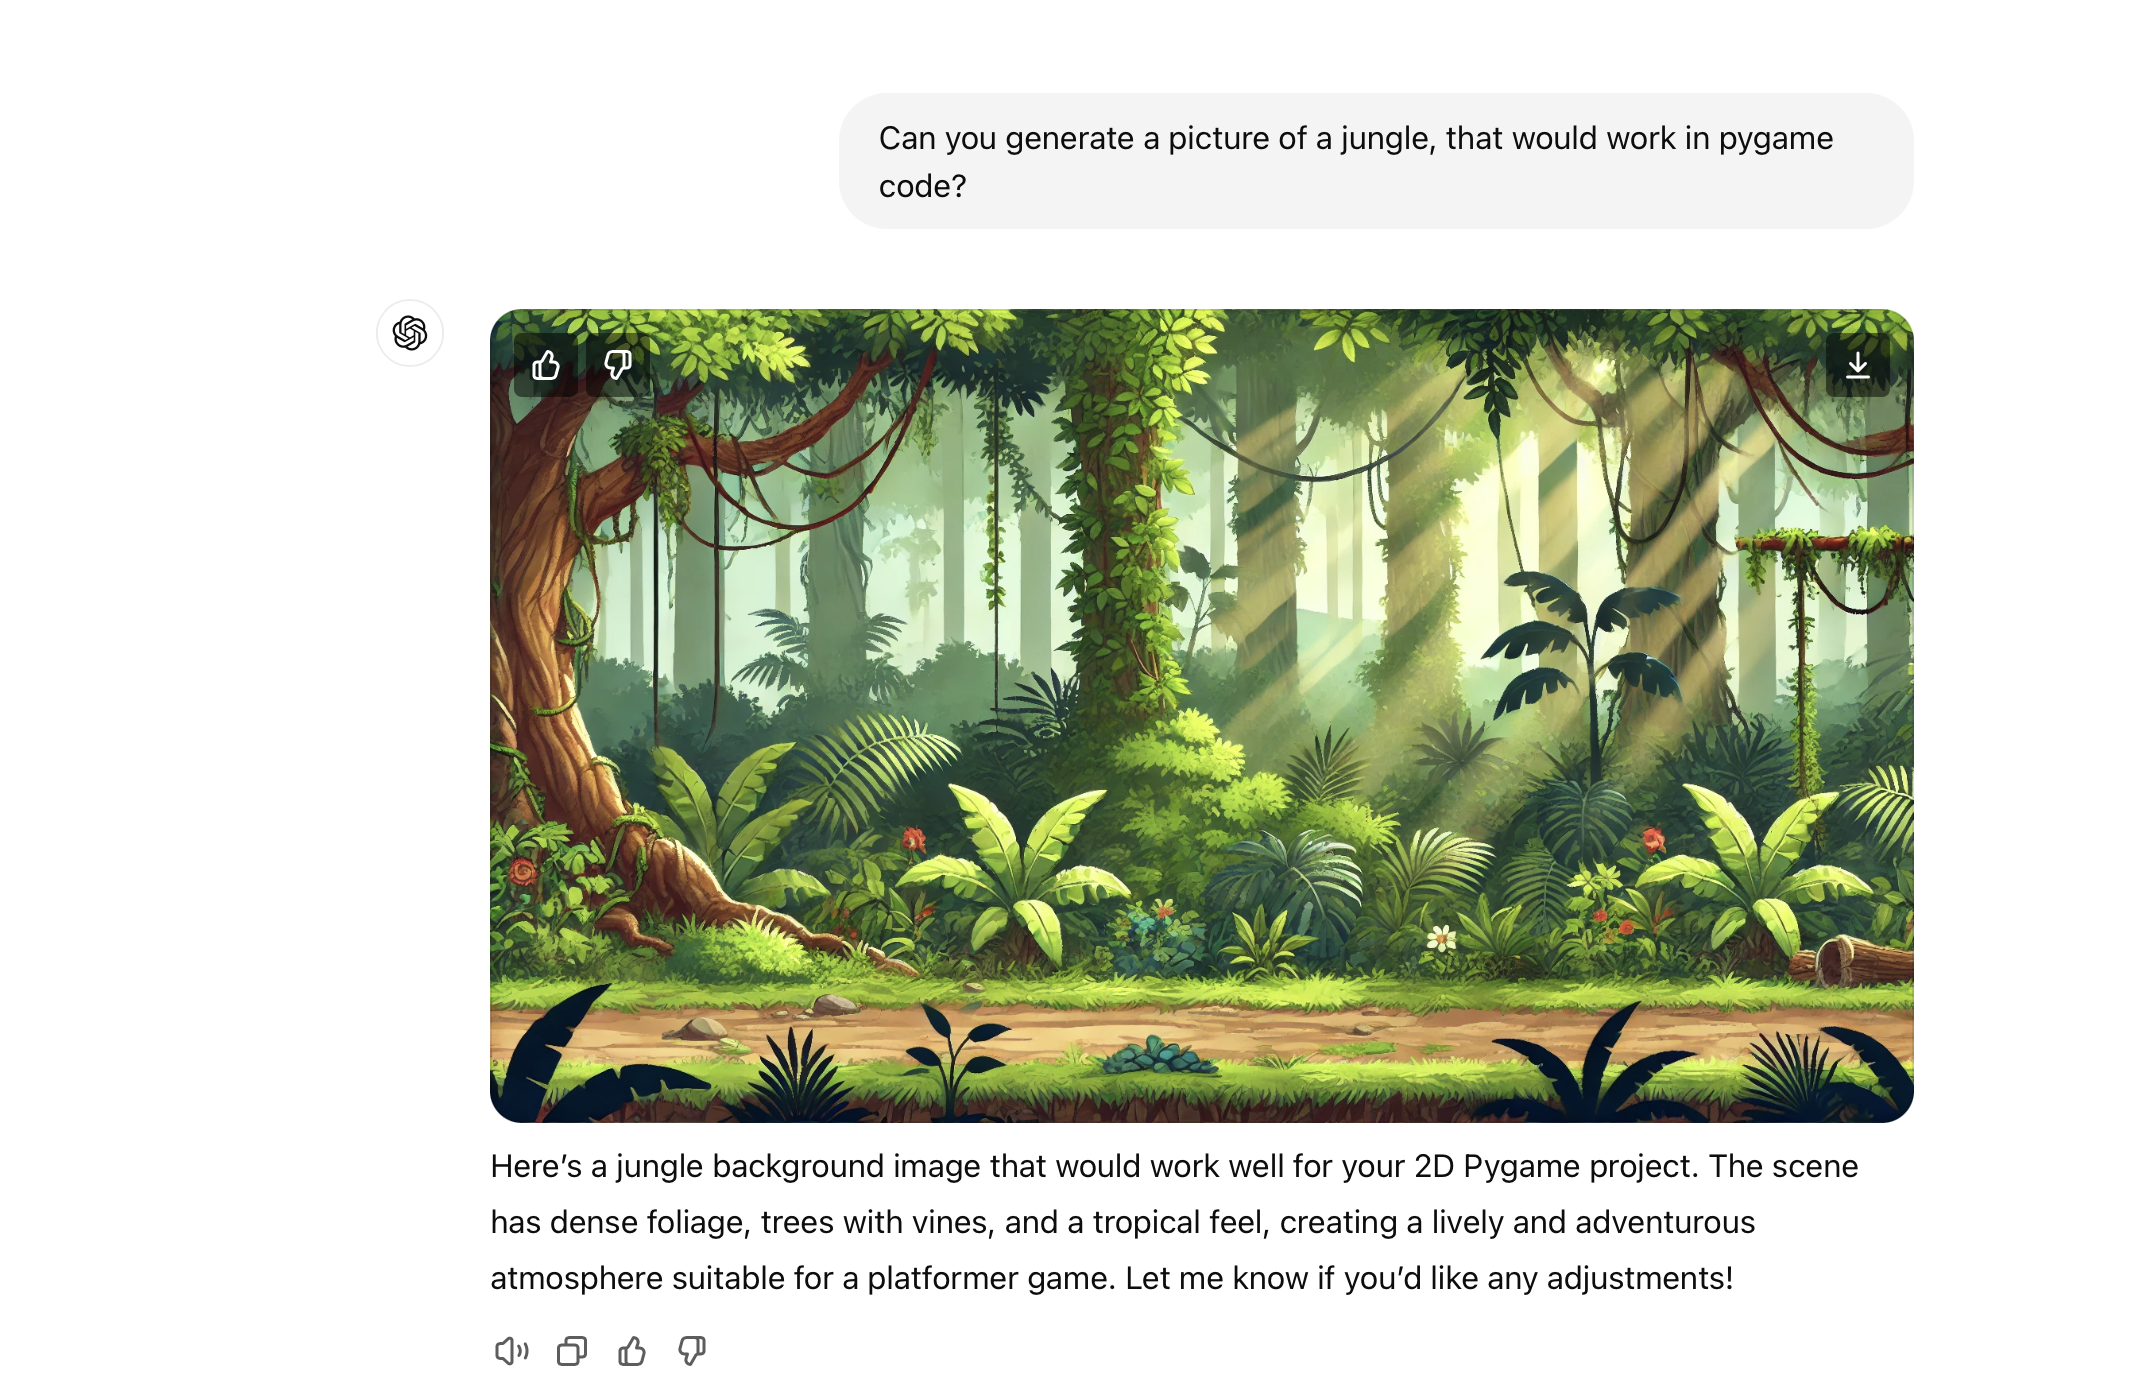 Can you generate a picture of a jungle, that would work in pygame
code?
Here’s a jungle background image that would work well for your 2D Pygame project. The scene
has dense foliage, trees with vines, and a tropical feel, creating a lively and adventurous
atmosphere suitable for a platformer game. Let me know if you’d like any adjustments!